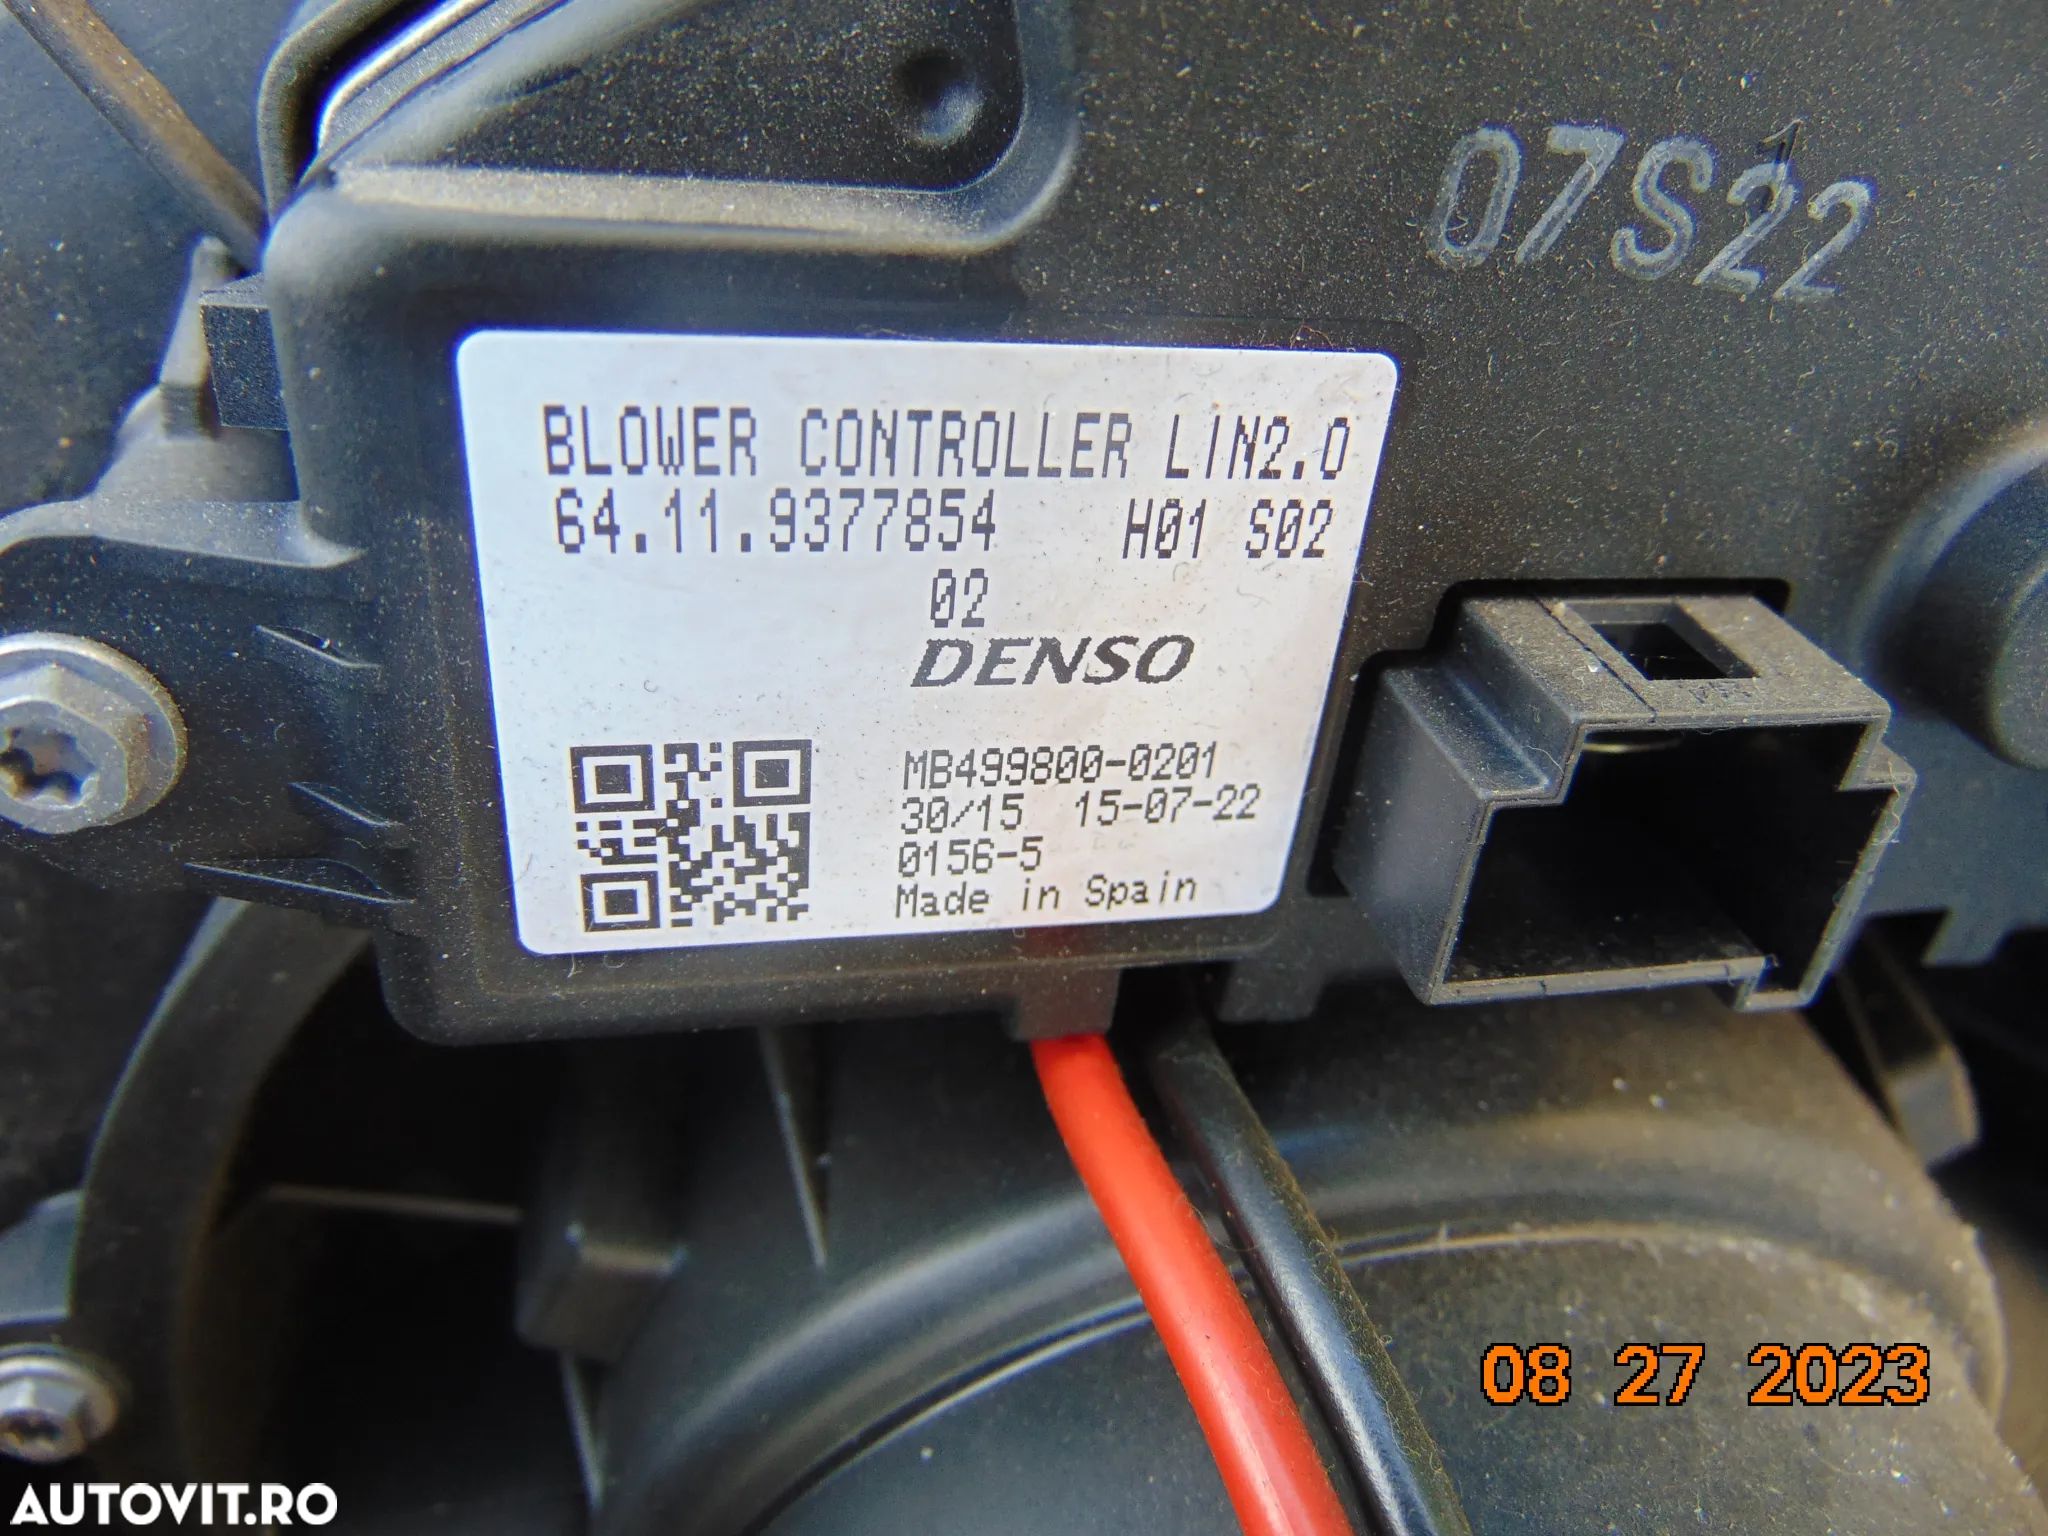 07S22
1
BLOWER CONTROLLER LIN2.0
64.11.9377854 H01 S02
02
DENSO
MB499800-0201
30/15 15-07-22
0156-5
Made in Spain
08 27 2023
AUTOVIT.RO